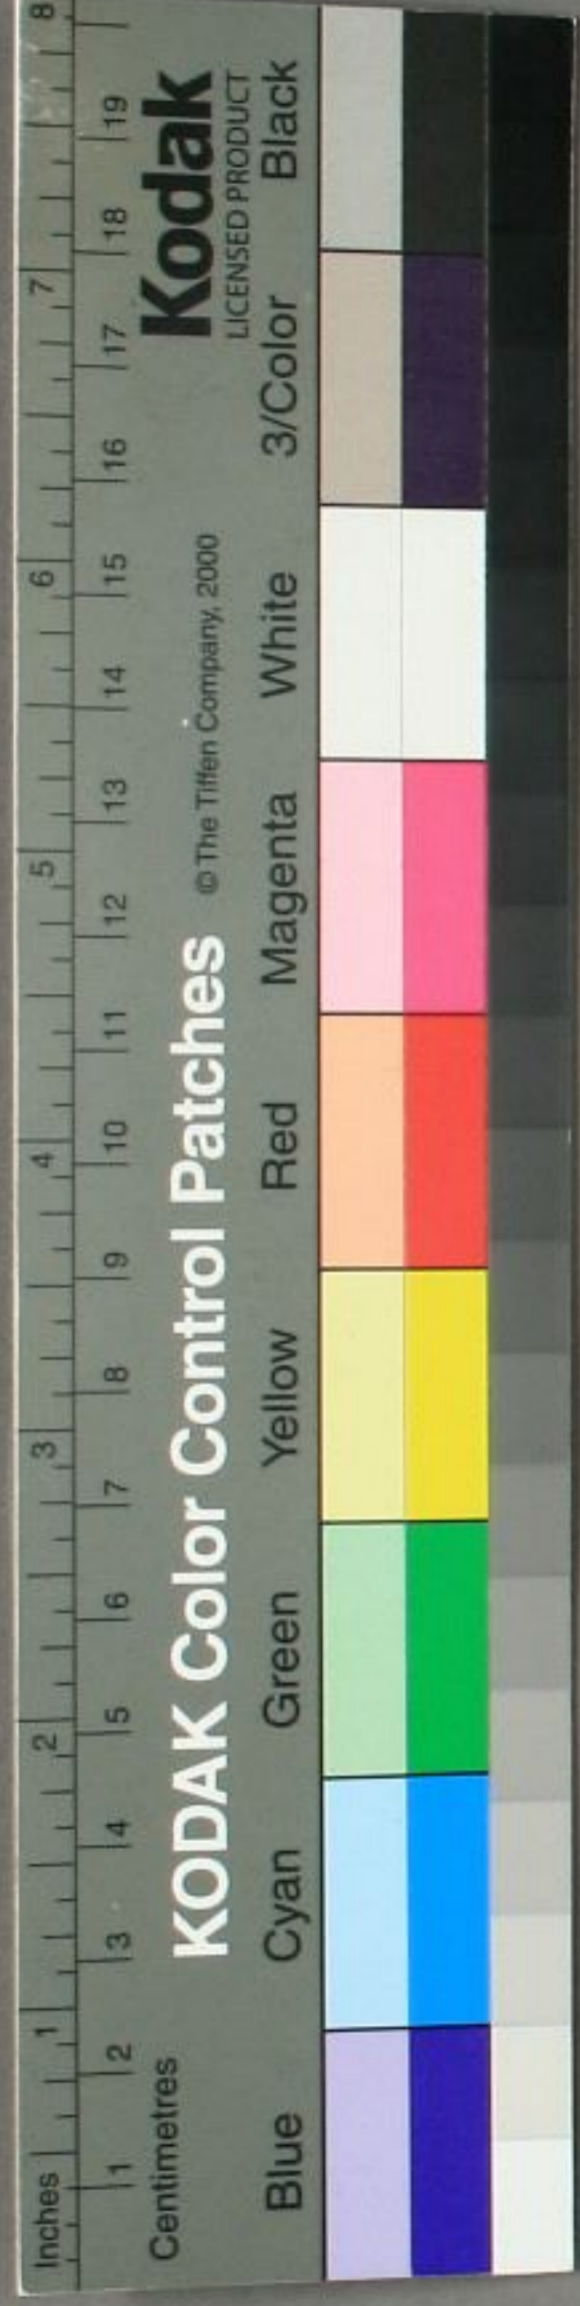 Inches 1 2 3 4 5 6 7 8
1 2 3 4 5 6 7 8 9 10 11 12 13 14 15 16 17 18 19
Centimetres
KODAK Color Control Patches © The Tiffen Company, 2000
Kodak
LICENSED PRODUCT
Blue Cyan Green Yellow Red Magenta White 3/Color Black